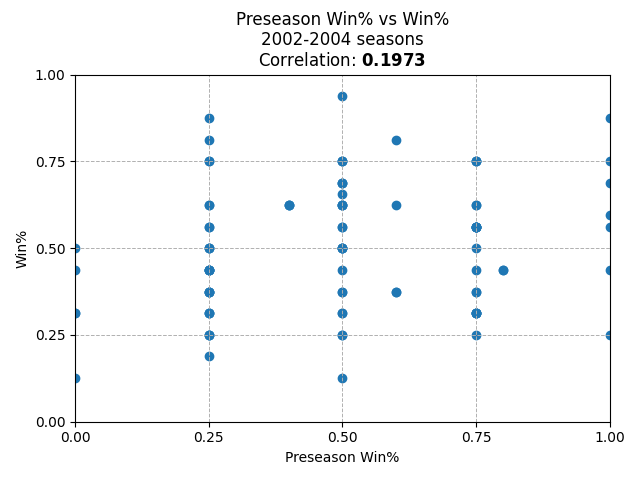 Preseason Win% vs Win%
2002-2004 seasons
Correlation: 0.1973
1.00
0.75
0.50
0.25
0.00
Win%
0.00 0.25 0.50 0.75 1.00
Preseason Win%